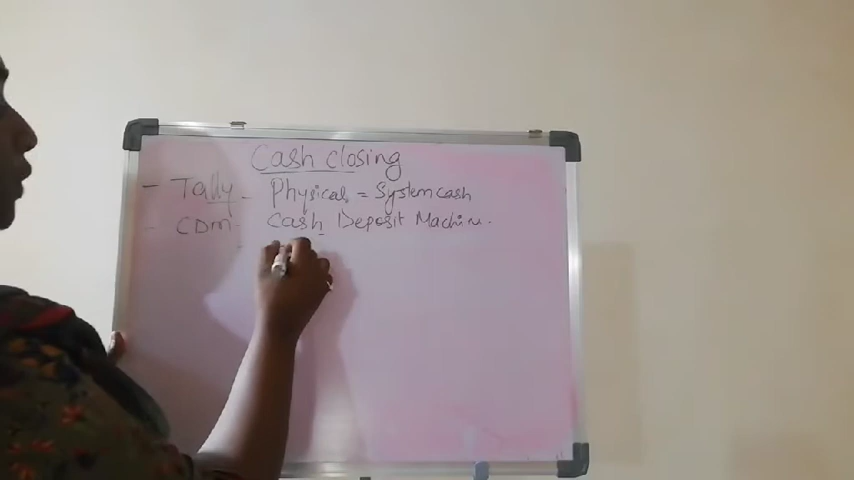 Cash closing
- Tally - Physical = System cash
- CDM - Cash Deposit Machine.